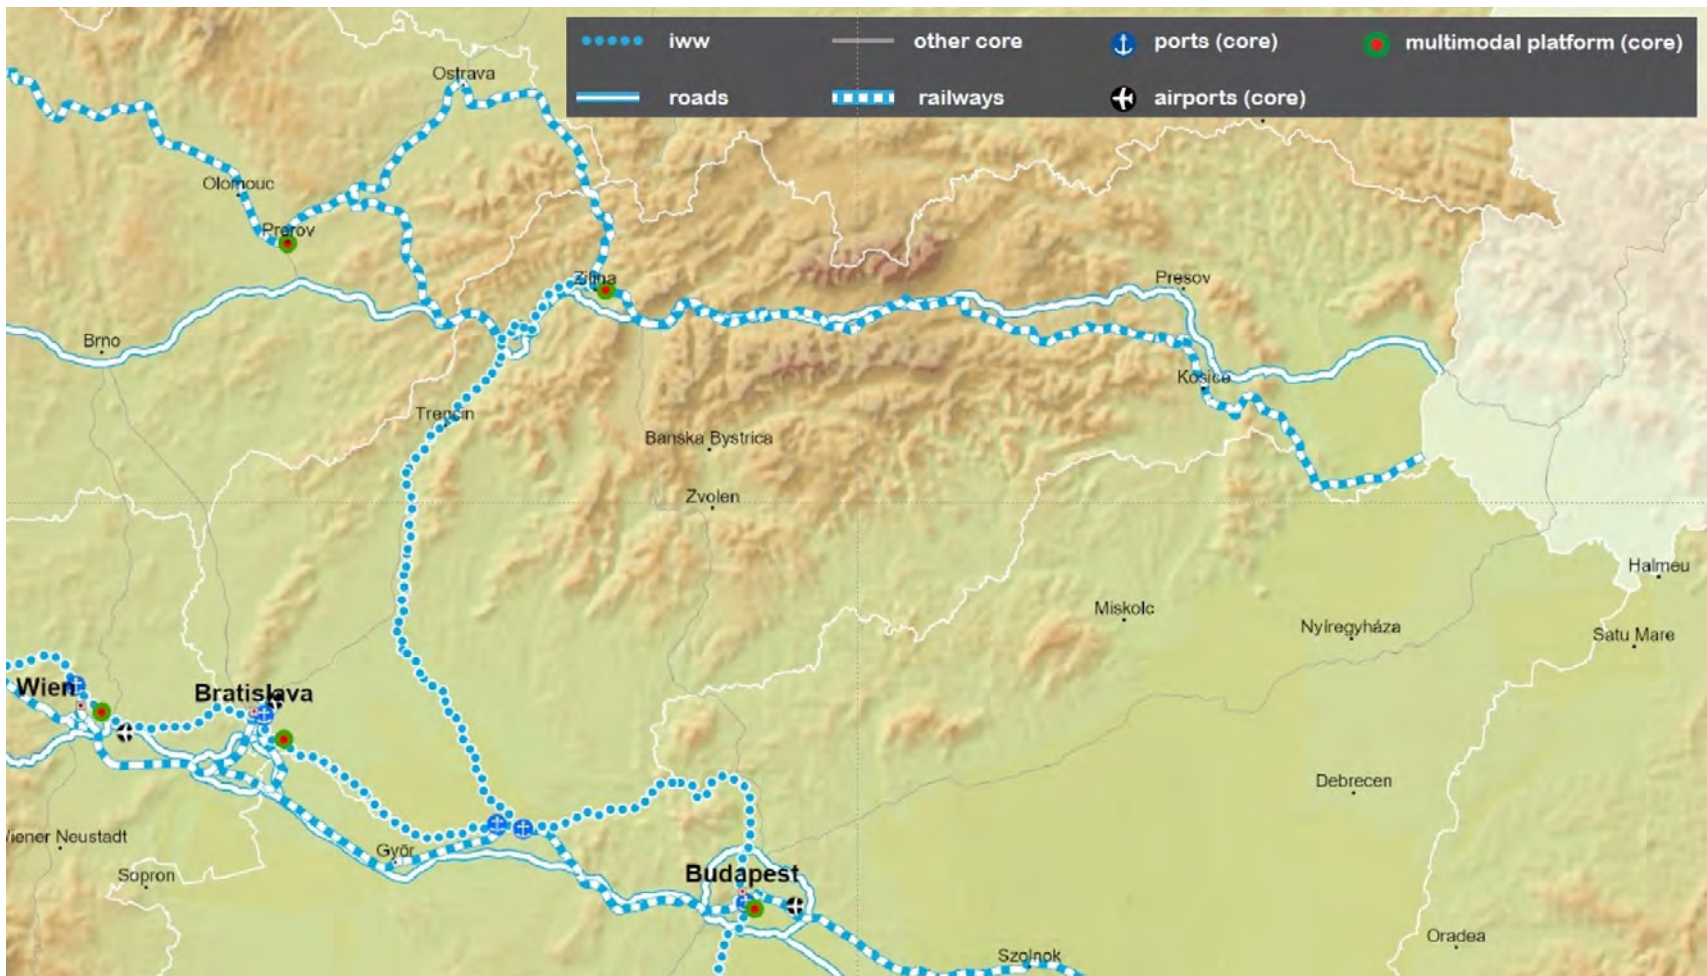 iww
other core
ports (core)
multimodal platform (core)
roads
railways
airports (core)
Ostrava
Olomouc
Prerov
Zilina
Presov
Brno
Kosice
Trencin
Banska Bystrica
Zvolen
Halmeu
Miskolc
Nyíregyháza
Satu Mare
Wien
Bratislava
Debrecen
Wiener Neustadt
Györ
Sopron
Budapest
Oradea
Szolnok